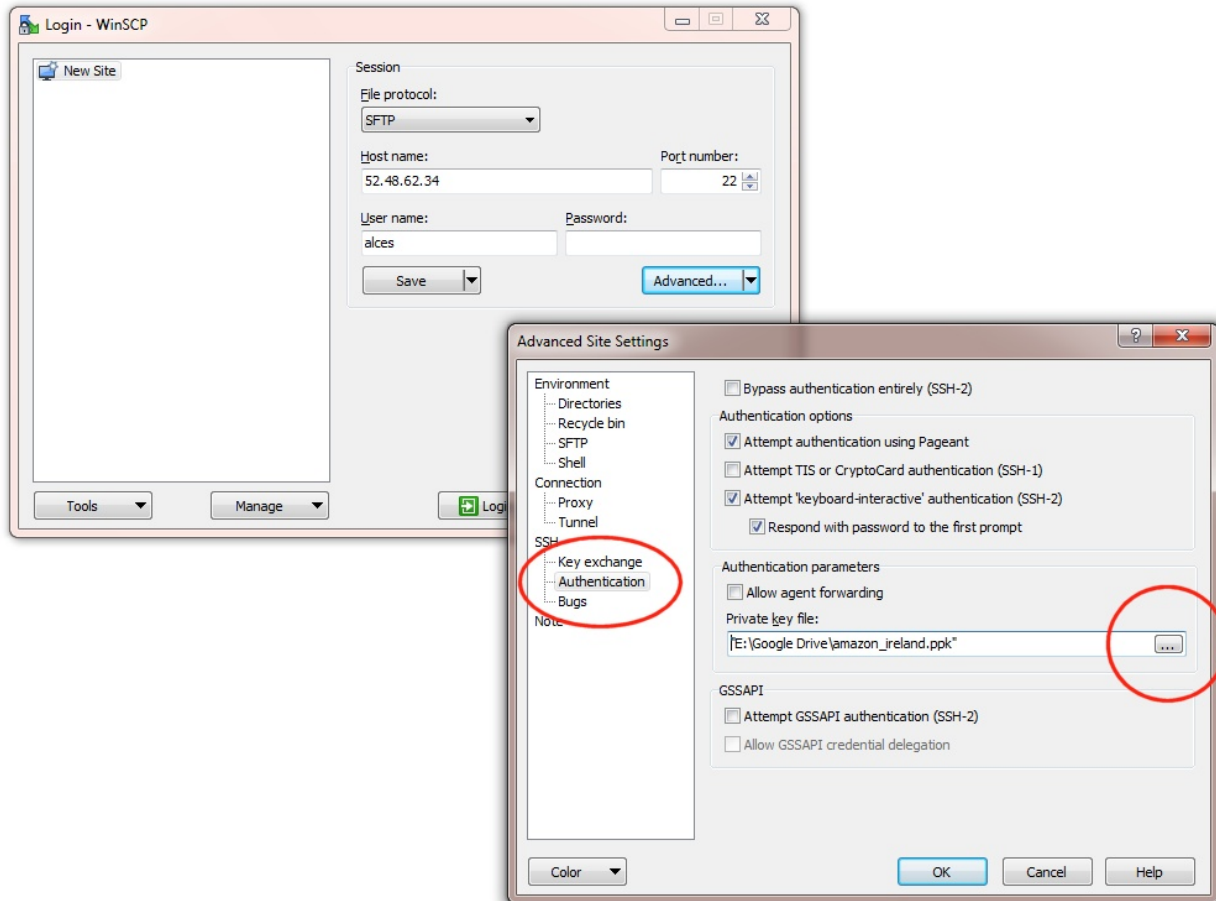 Login - WinSCP
New Site
Session
File protocol:
SFTP
Host name:
Port number:
52.48.62.34
22
User name:
Password:
alces
Save
Advanced...
Tools
Manage
Advanced Site Settings
Environment
Directories
Recycle bin
SFTP
Shell
Connection
Proxy
Tunnel
SSH
Key exchange
Authentication
Bugs
Note
Bypass authentication entirely (SSH-2)
Authentication options
Attempt authentication using Pageant
Attempt TIS or CryptoCard authentication (SSH-1)
Attempt 'keyboard-interactive' authentication (SSH-2)
Respond with password to the first prompt
Authentication parameters
Allow agent forwarding
Private key file:
"E:\Google Drive\amazon_ireland.ppk"
...
GSSAPI
Attempt GSSAPI authentication (SSH-2)
Allow GSSAPI credential delegation
Color
OK
Cancel
Help